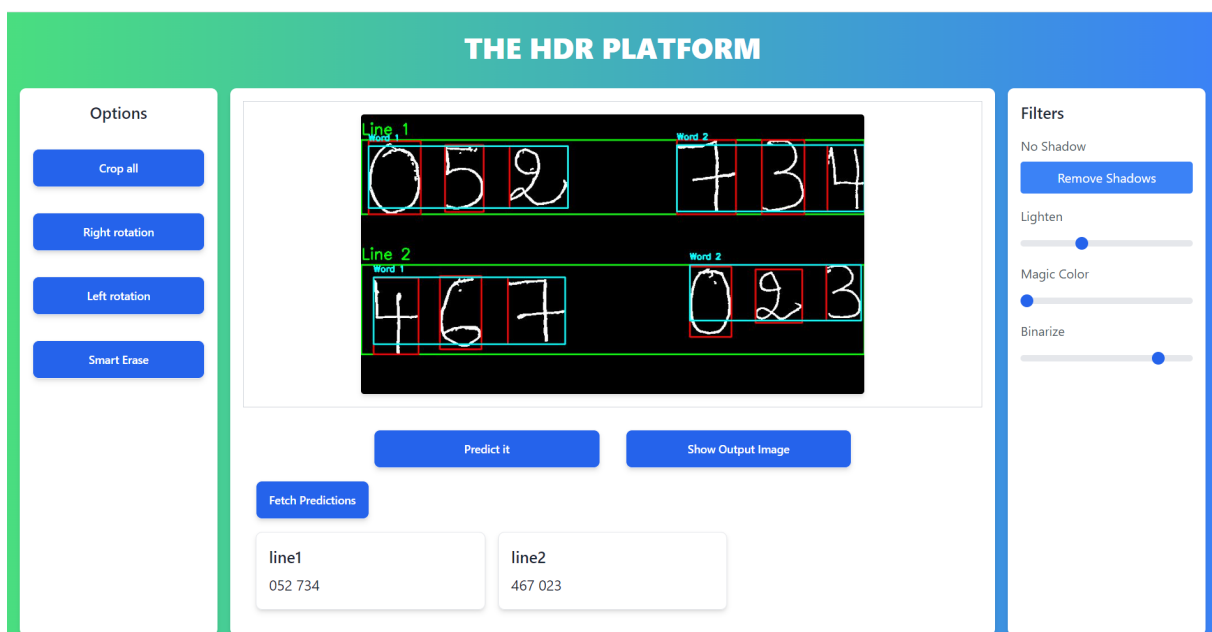 THE HDR PLATFORM
Options
Crop all
Right rotation
Left rotation
Smart Erase
Line 1
Word 1
Word 2
052 734
Line 2
Word 1
Word 2
467 023
Predict it
Show Output Image
Fetch Predictions
line1
052 734
line2
467 023
Filters
No Shadow
Remove Shadows
Lighten
Magic Color
Binarize